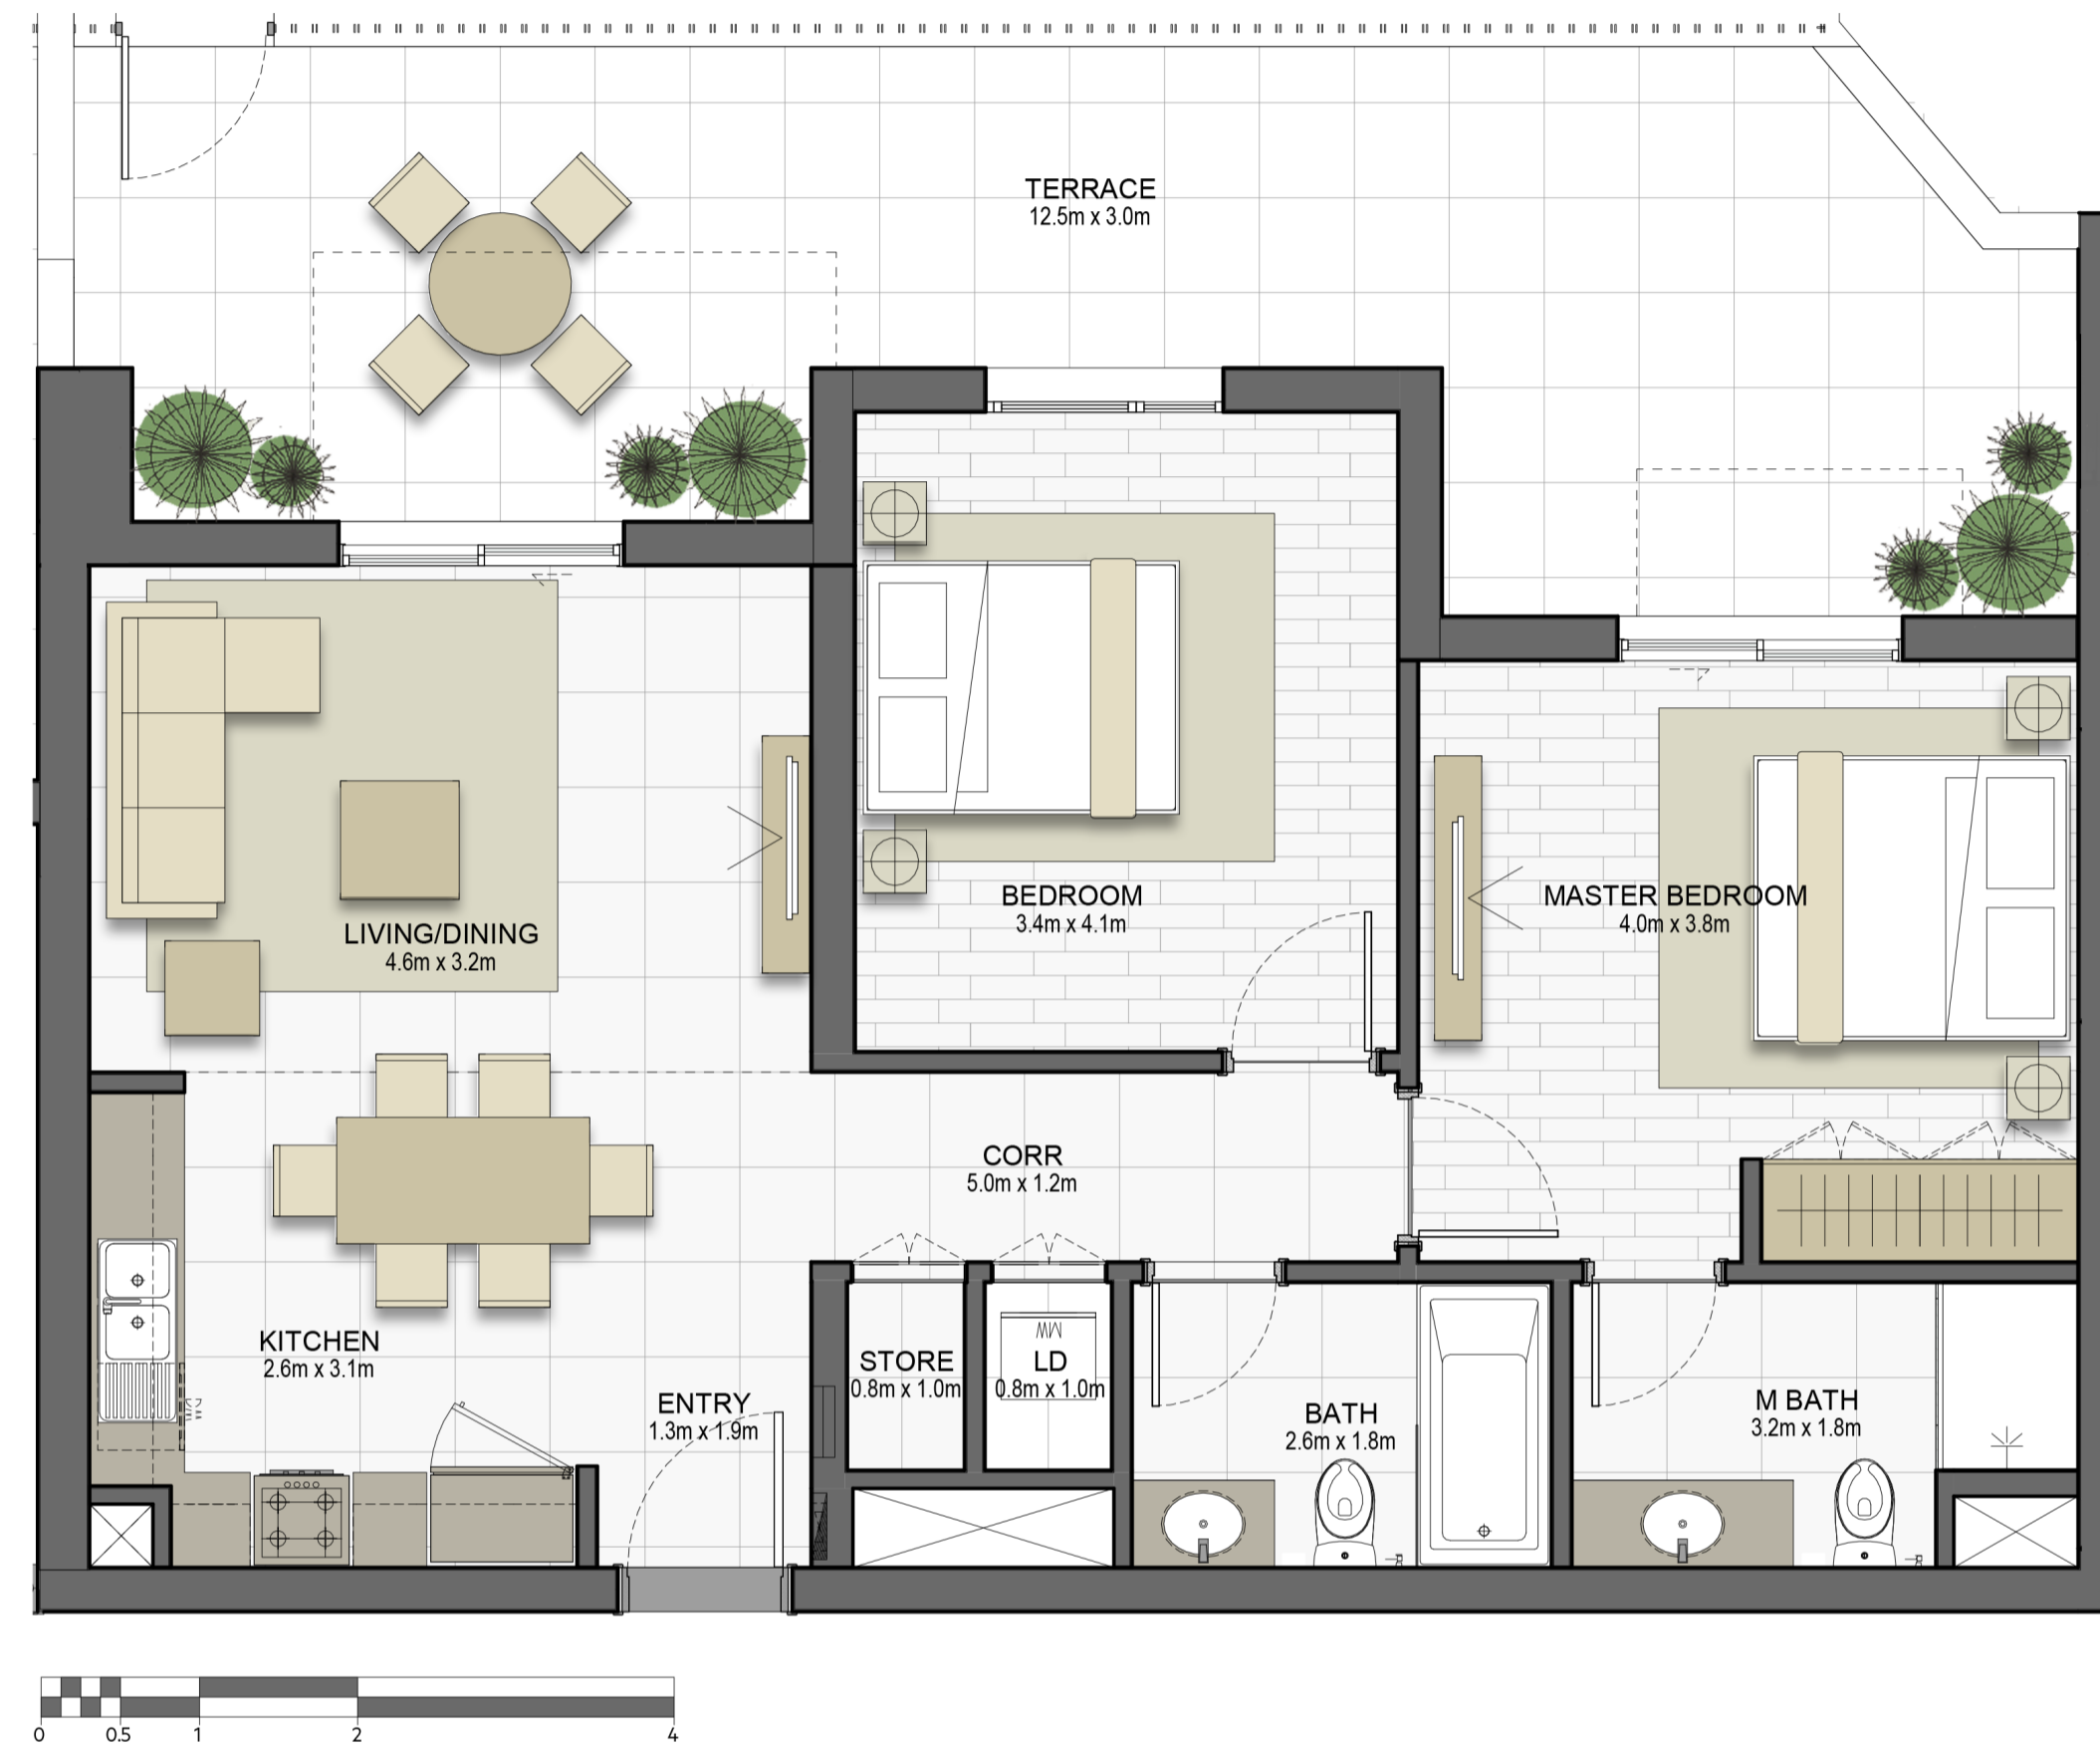 TERRACE
12.5m x 3.0m
BEDROOM
3.4m x 4.1m
MASTER BEDROOM
4.0m x 3.8m
LIVING/DINING
4.6m x 3.2m
CORR
5.0m x 1.2m
KITCHEN
2.6m x 3.1m
ENTRY
1.3m x 1.9m
STORE
0.8m x 1.0m
MW
LD
0.8m x 1.0m
BATH
2.6m x 1.8m
M BATH
3.2m x 1.8m
0 0.5 1 2 4